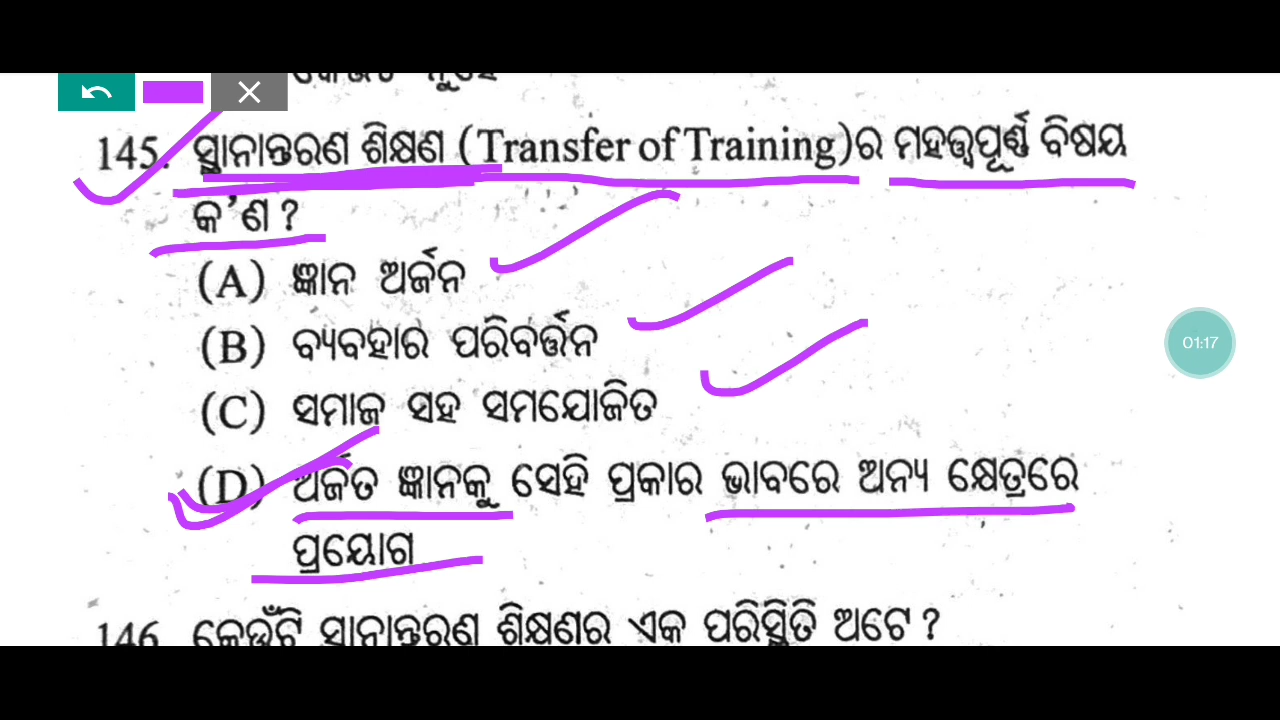 145. ସ୍ଥାନାନ୍ତରଣ ଶିକ୍ଷଣ (Transfer of Training)ର ମହତ୍ତ୍ୱପୂର୍ଣ୍ଣ ବିଷୟ
କ'ଣ ?
(A) ଜ୍ଞାନ ଅର୍ଜନ
(B) ବ୍ୟବହାର ପରିବର୍ତ୍ତନ
(C) ସମାଜ ସହ ସମଯୋଜିତ
01:17
(D) ଅର୍ଜିତ ଜ୍ଞାନକୁ ସେହି ପ୍ରକାର ଭାବରେ ଅନ୍ୟ କ୍ଷେତ୍ରରେ
ପ୍ରୟୋଗ
146. କେଉଁଟି ସ୍ଥାନାନ୍ତରଣ ଶିକ୍ଷଣର ଏକ ପରିସ୍ଥିତି ଅଟେ ?